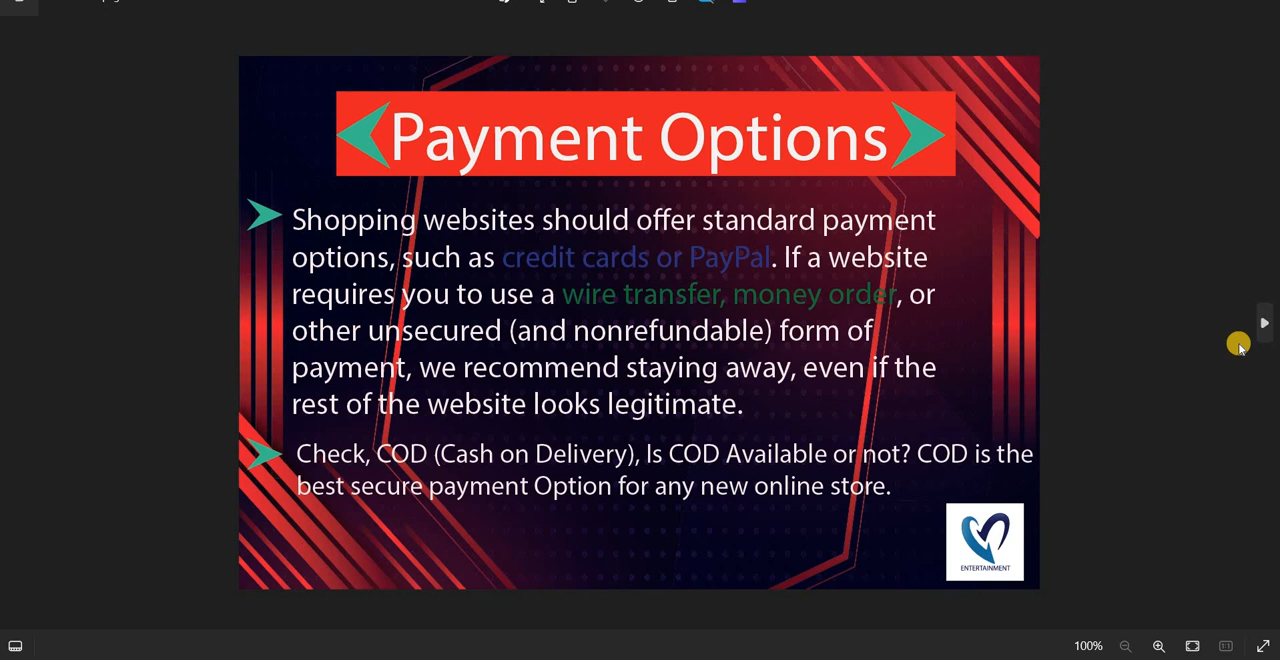 Payment Options
Shopping websites should offer standard payment
options, such as credit cards or PayPal. If a website
requires you to use a wire transfer, money order, or
other unsecured (and nonrefundable) form of
payment, we recommend staying away, even if the
rest of the website looks legitimate.
Check, COD (Cash on Delivery), Is COD Available or not? COD is the
best secure payment Option for any new online store.
ENTERTAINMENT
100%